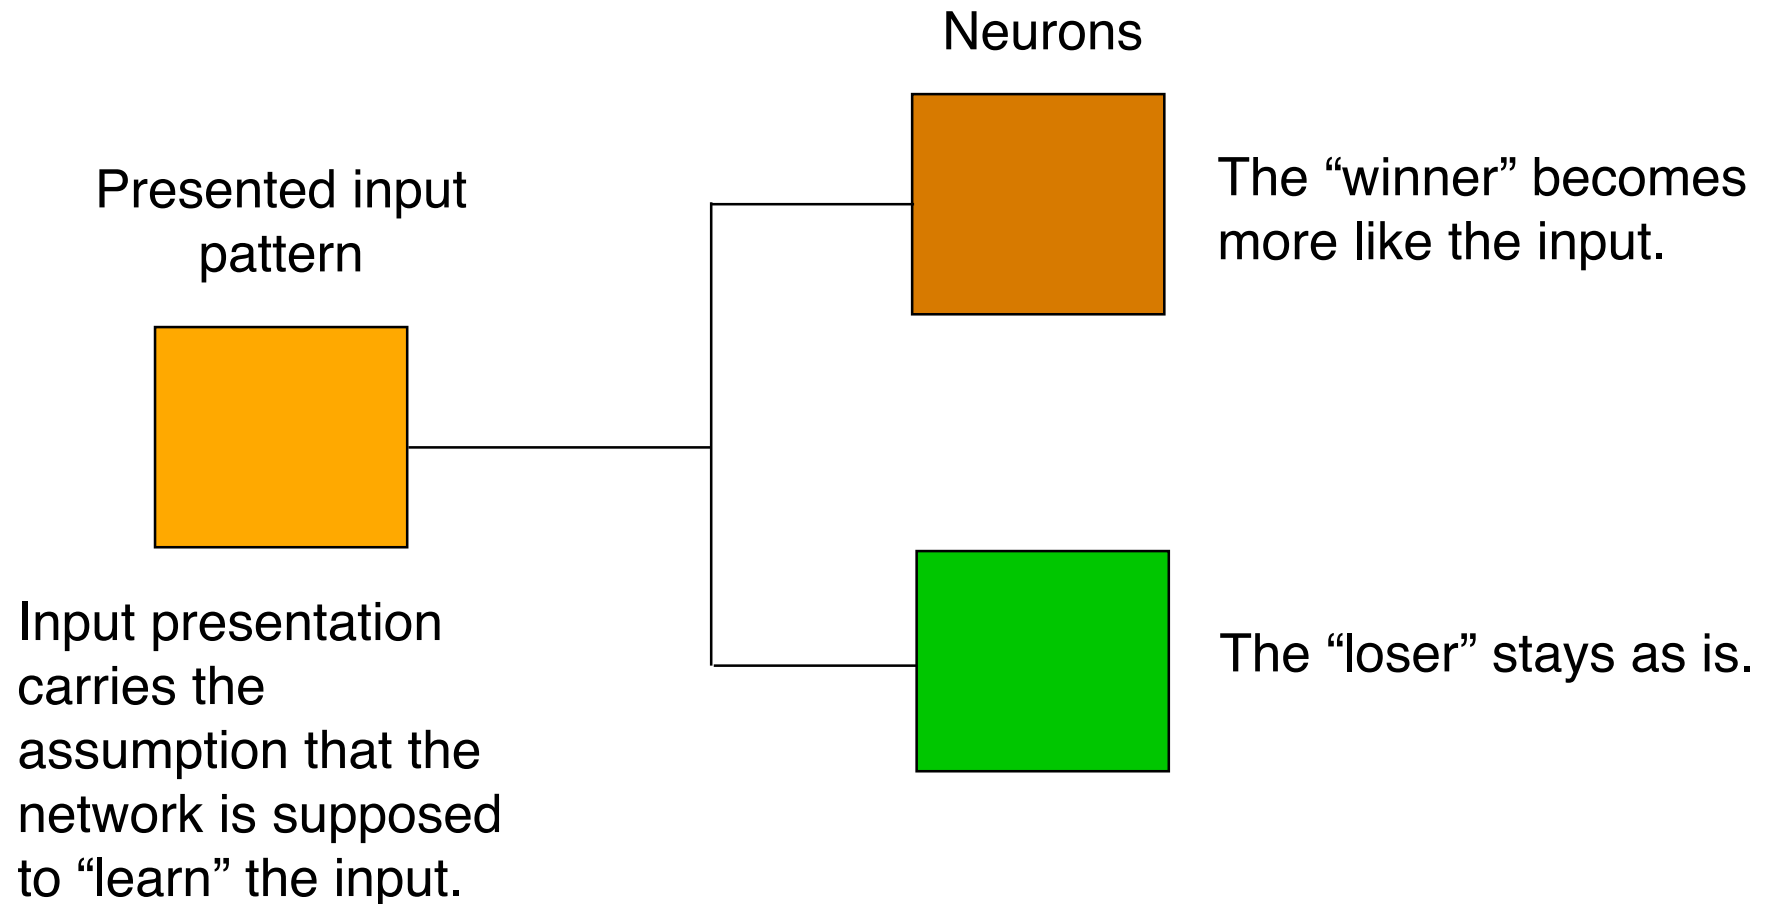 Neurons
Presented input
pattern
The “winner” becomes
more like the input.
Input presentation
carries the
assumption that the
network is supposed
to “learn” the input.
The “loser” stays as is.